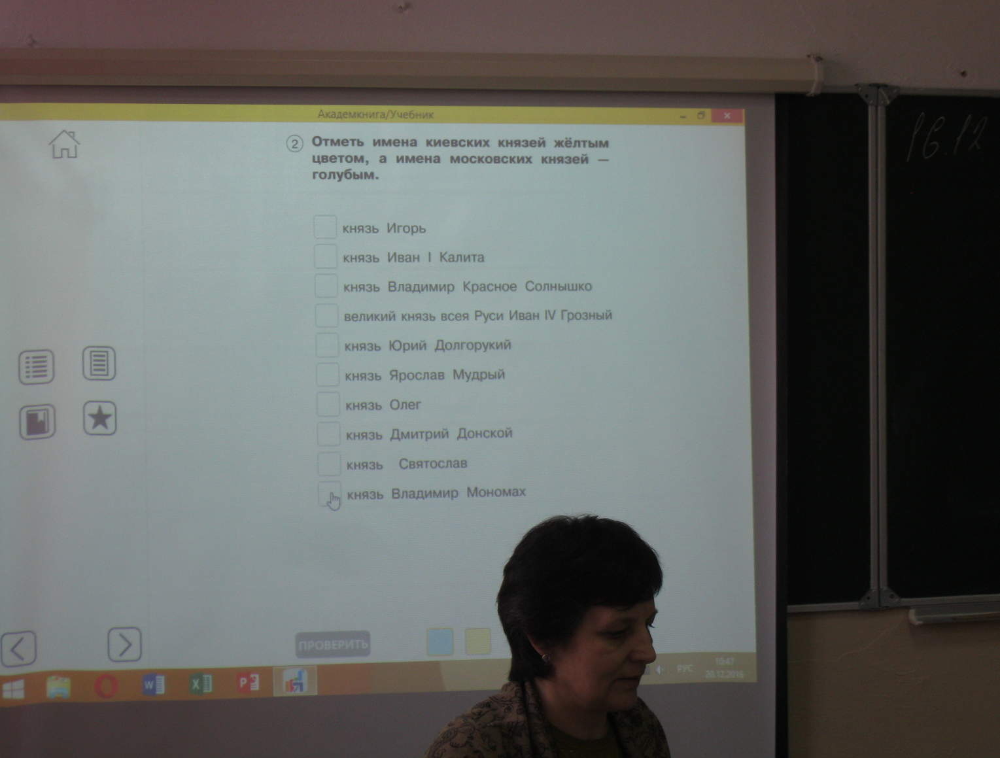 Академкнига/Учебник
16.12
2 Отметь имена киевских князей жёлтым
цветом, а имена московских князей —
голубым.
князь Игорь
князь Иван I Калита
князь Владимир Красное Солнышко
великий князь всея Руси Иван IV Грозный
князь Юрий Долгорукий
князь Ярослав Мудрый
князь Олег
князь Дмитрий Донской
князь Святослав
князь Владимир Мономах
ПРОВЕРИТЬ
РУС
10:47
20.12.2016